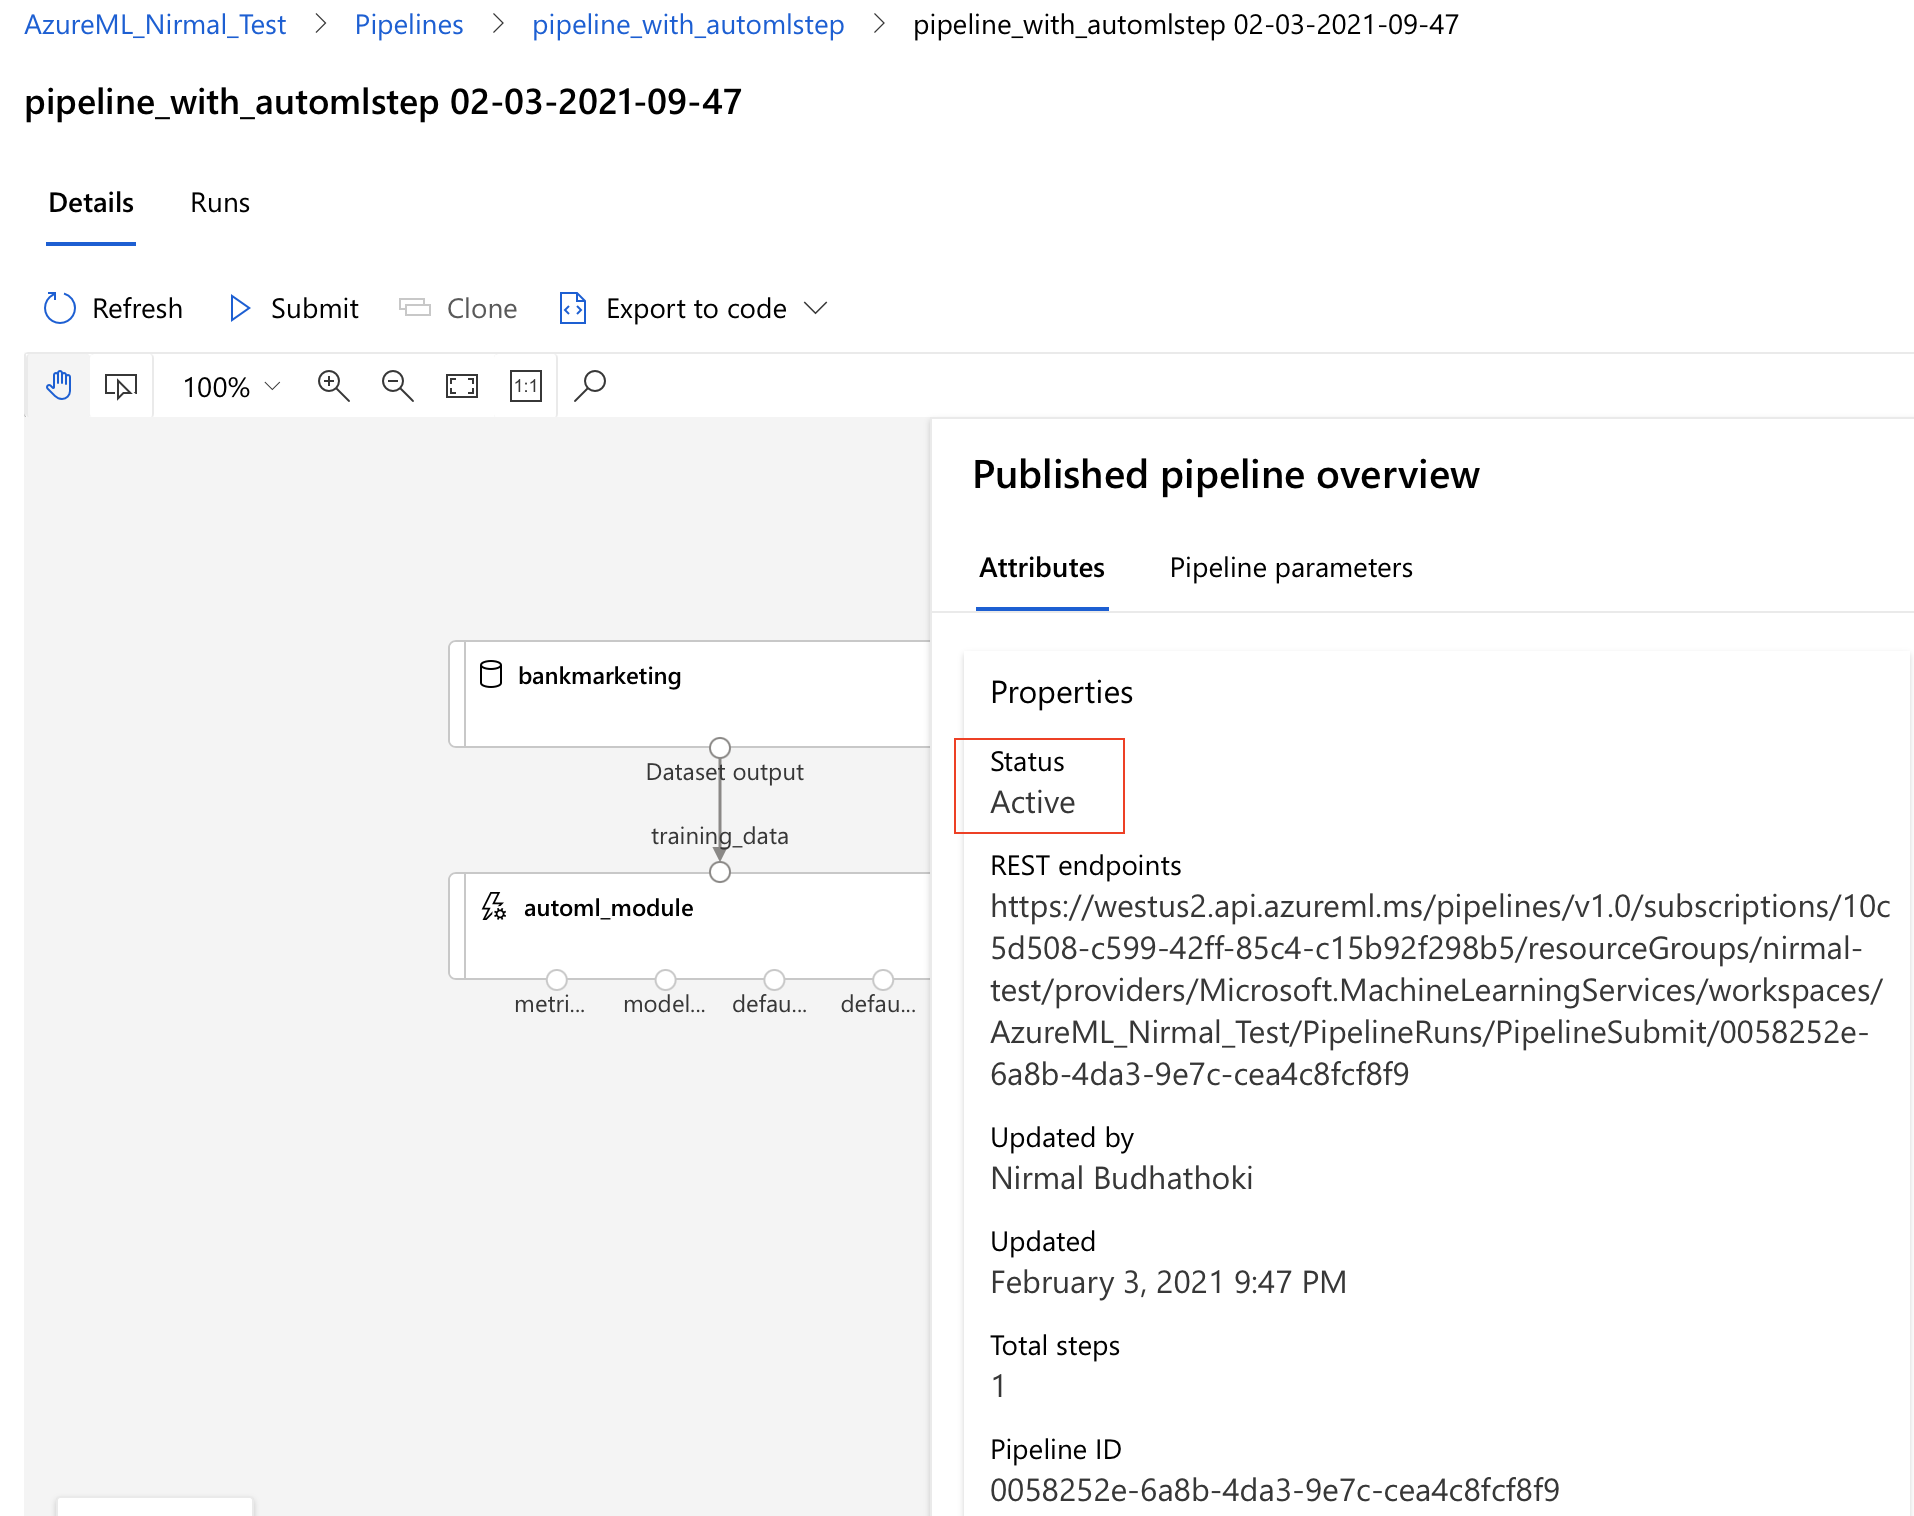 AzureML_Nirmal_Test > Pipelines > pipeline_with_automlstep > pipeline_with_automlstep 02-03-2021-09-47
pipeline_with_automlstep 02-03-2021-09-47
Details Runs
Refresh Submit Clone Export to code
100% 1:1
bankmarketing
Dataset output
training_data
automl_module
metri... model... defau... defau...
Published pipeline overview
Attributes Pipeline parameters
Properties
Status
Active
REST endpoints
https://westus2.api.azureml.ms/pipelines/v1.0/subscriptions/10c
5d508-c599-42ff-85c4-c15b92f298b5/resourceGroups/nirmal-
test/providers/Microsoft.MachineLearningServices/workspaces/
AzureML_Nirmal_Test/PipelineRuns/PipelineSubmit/0058252e-
6a8b-4da3-9e7c-cea4c8fcf8f9
Updated by
Nirmal Budhathoki
Updated
February 3, 2021 9:47 PM
Total steps
1
Pipeline ID
0058252e-6a8b-4da3-9e7c-cea4c8fcf8f9